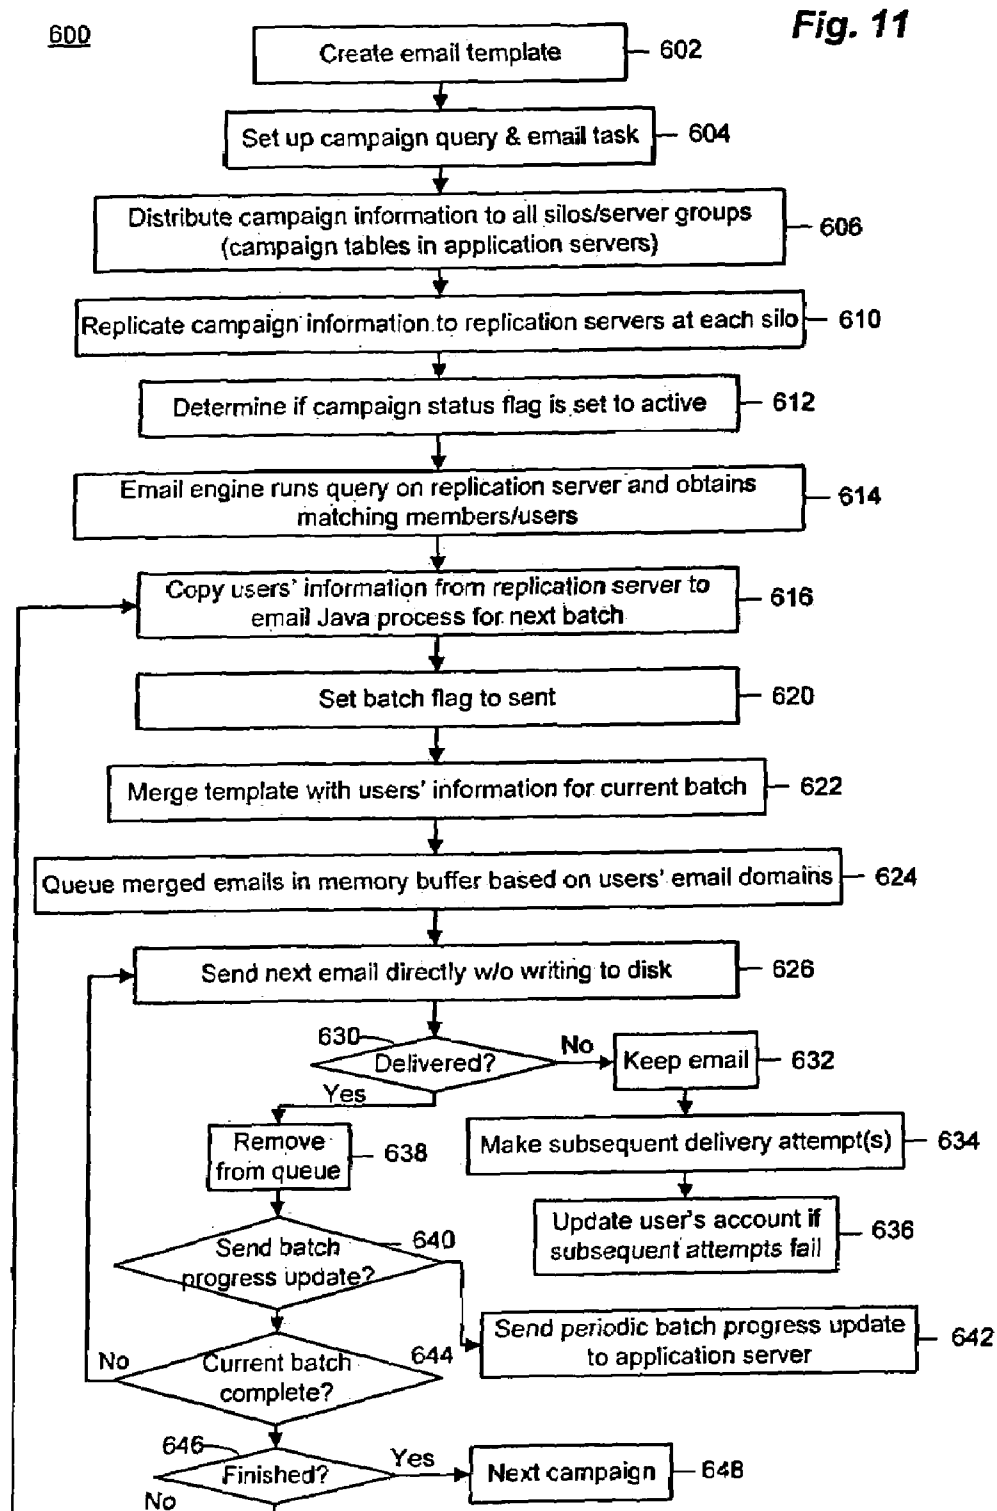 600
Fig. 11
Create email template
602
Set up campaign query & email task
604
Distribute campaign information to all silos/server groups
(campaign tables in application servers)
606
Replicate campaign information to replication servers at each silo
610
Determine if campaign status flag is set to active
612
Email engine runs query on replication server and obtains
matching members/users
614
Copy users' information from replication server to
email Java process for next batch
616
Set batch flag to sent
620
Merge template with users' information for current batch
622
Queue merged emails in memory buffer based on users' email domains
624
Send next email directly w/o writing to disk
626
630
Delivered?
No
Keep email
632
Yes
Remove
from queue
638
Make subsequent delivery attempt(s)
634
Update user's account if
subsequent attempts fail
636
Send batch
progress update?
640
Send periodic batch progress update
to application server
642
No
Current batch
complete?
644
646
Finished?
Yes
Next campaign
648
No